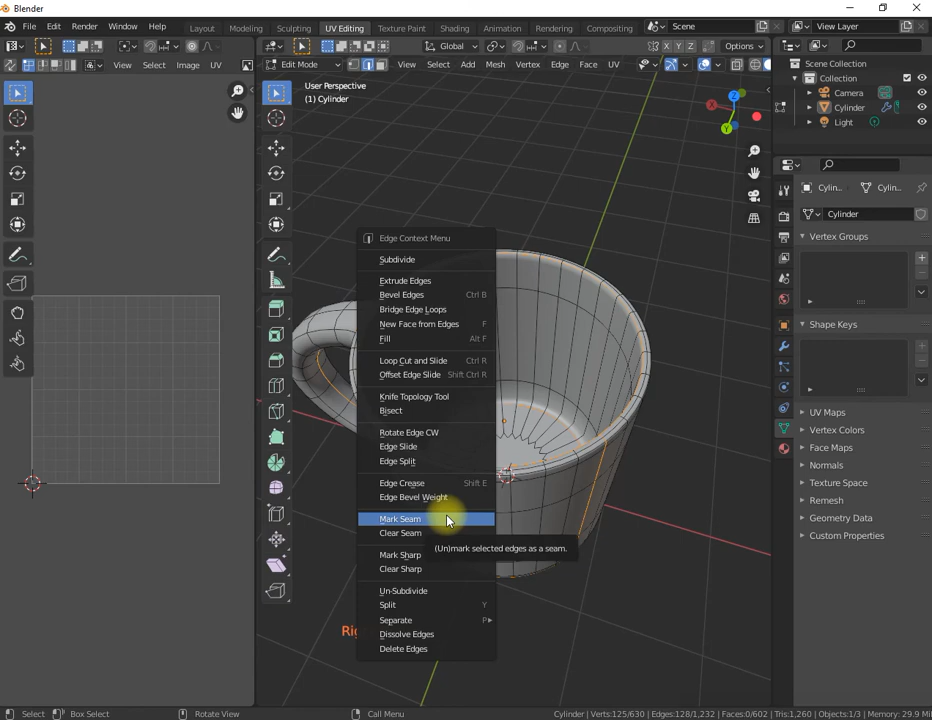 Blender
File Edit Render Window Help
Layout Modeling Sculpting UV Editing Texture Paint Shading Animation Rendering Compositing
Scene
View Layer
View Select Image UV
Global
X Y Z
Options
Edit Mode
View Select Add Mesh Vertex Edge Face UV
User Perspective
(1) Cylinder
X
Z
Y
Edge Context Menu
Subdivide
Extrude Edges
Bevel Edges Ctrl B
Bridge Edge Loops
New Face from Edges F
Fill Alt F
Loop Cut and Slide Ctrl R
Offset Edge Slide Shift Ctrl R
Knife Topology Tool
Bisect
Rotate Edge CW
Edge Slide
Edge Split
Edge Crease Shift E
Edge Bevel Weight
Mark Seam
Clear Seam
(Un)mark selected edges as a seam.
Mark Sharp
Clear Sharp
Un-Subdivide
Split Y
Separate P
Dissolve Edges
Delete Edges
Scene Collection
Collection
Camera
Cylinder
Light
Cylin...
Cylin...
Cylinder
Vertex Groups
Shape Keys
UV Maps
Vertex Colors
Face Maps
Normals
Texture Space
Remesh
Geometry Data
Custom Properties
Select Box Select Rotate View Call Menu
Cylinder | Verts:125/630 | Edges:128/1,232 | Faces:0/602 | Tris:1,260 | Objects:1/3 | Memory: 29.9 Mi